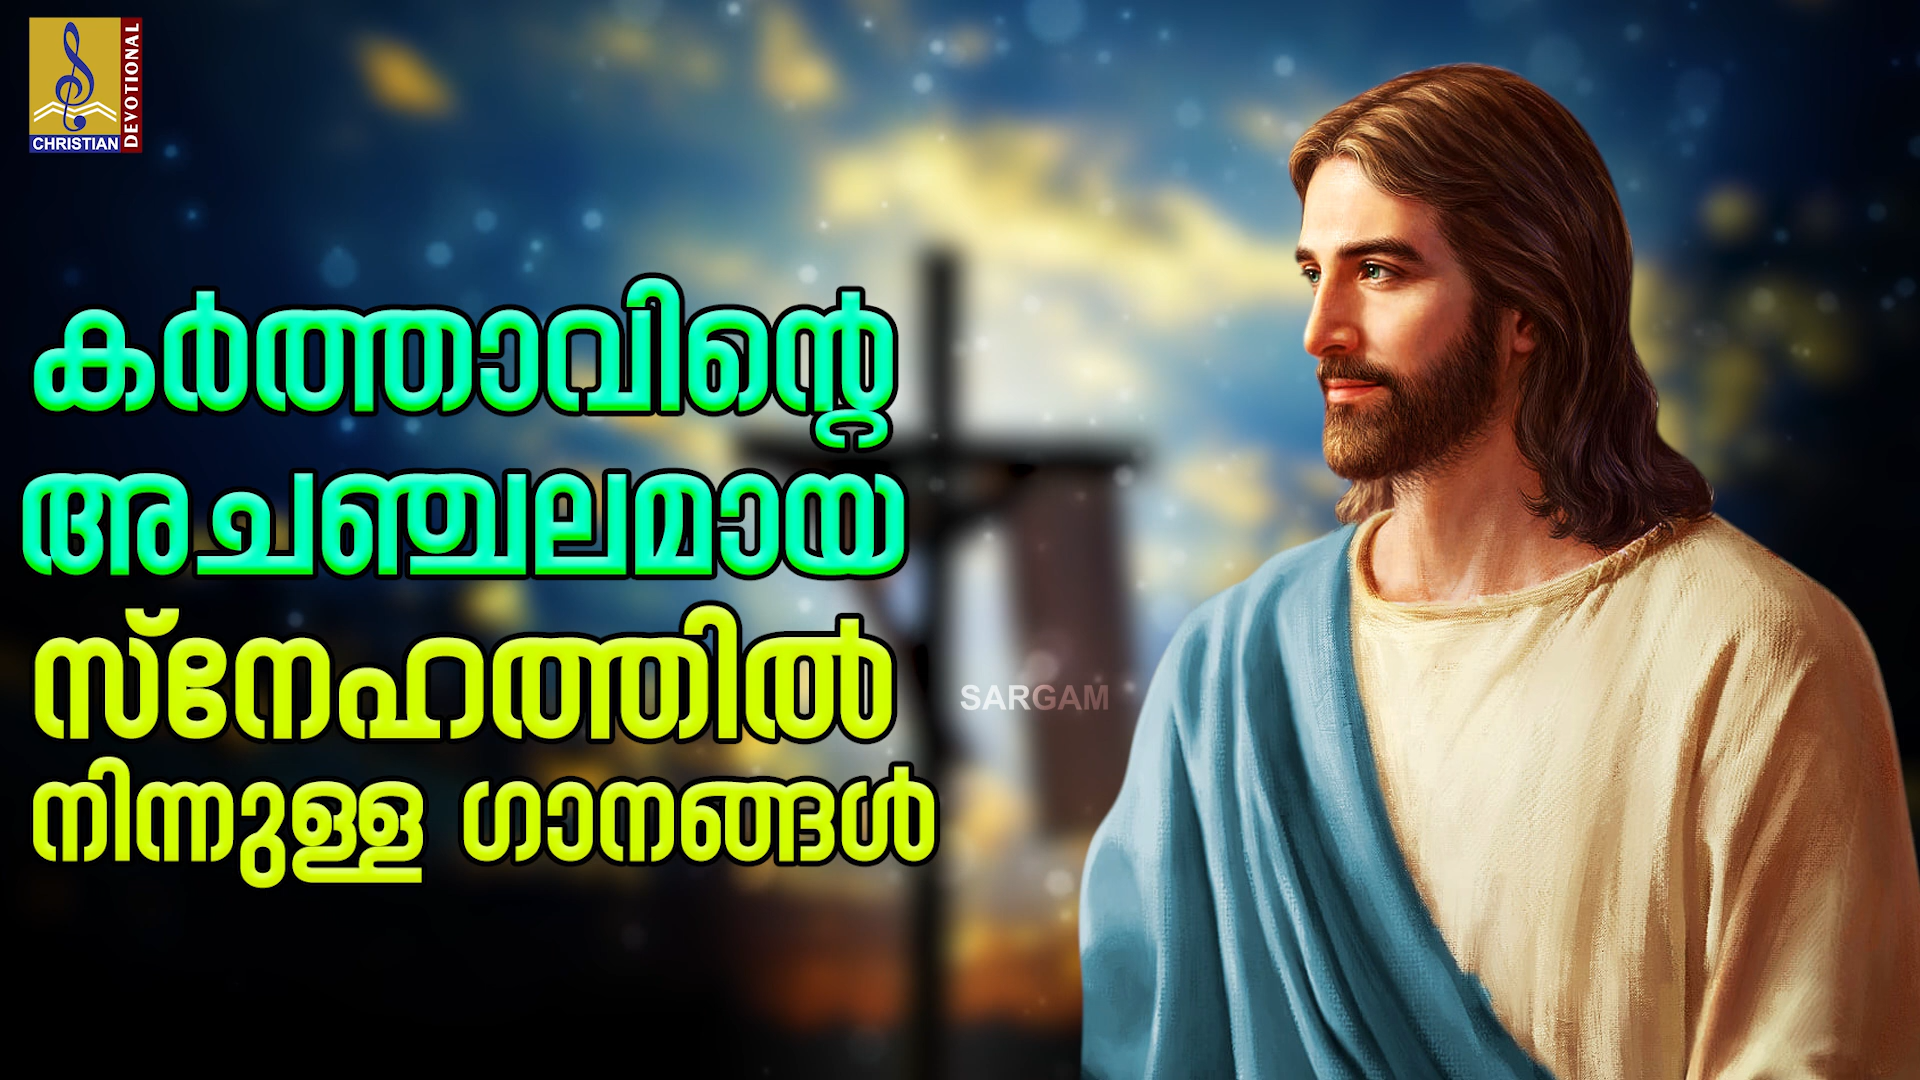 CHRISTIAN
DEVOTIONAL
കർത്താവിന്റെ
അചഞ്ചലമായ
സ്നേഹത്തിൽ
നിന്നുള്ള ഗാനങ്ങൾ
SARGAM